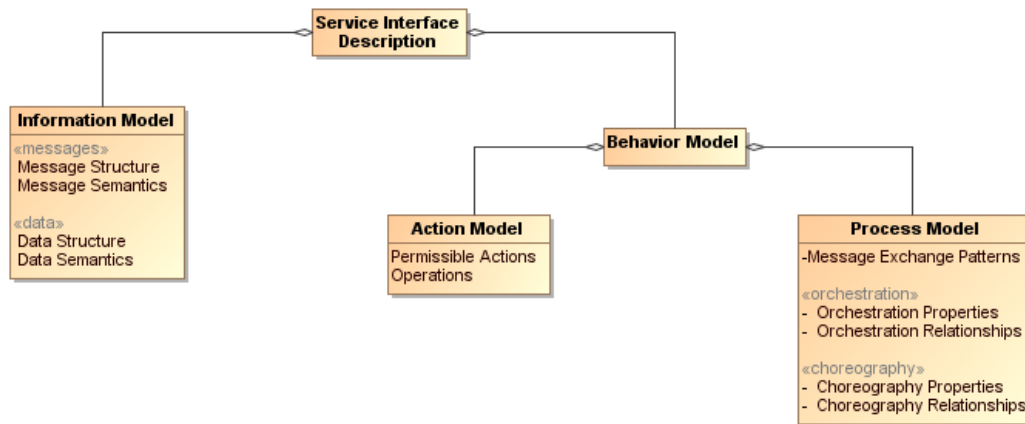 Service Interface
Description
Information Model
«messages»
Message Structure
Message Semantics
«data»
Data Structure
Data Semantics
Behavior Model
Action Model
Permissible Actions
Operations
Process Model
-Message Exchange Patterns
«orchestration»
- Orchestration Properties
- Orchestration Relationships
«choreography»
- Choreography Properties
- Choreography Relationships